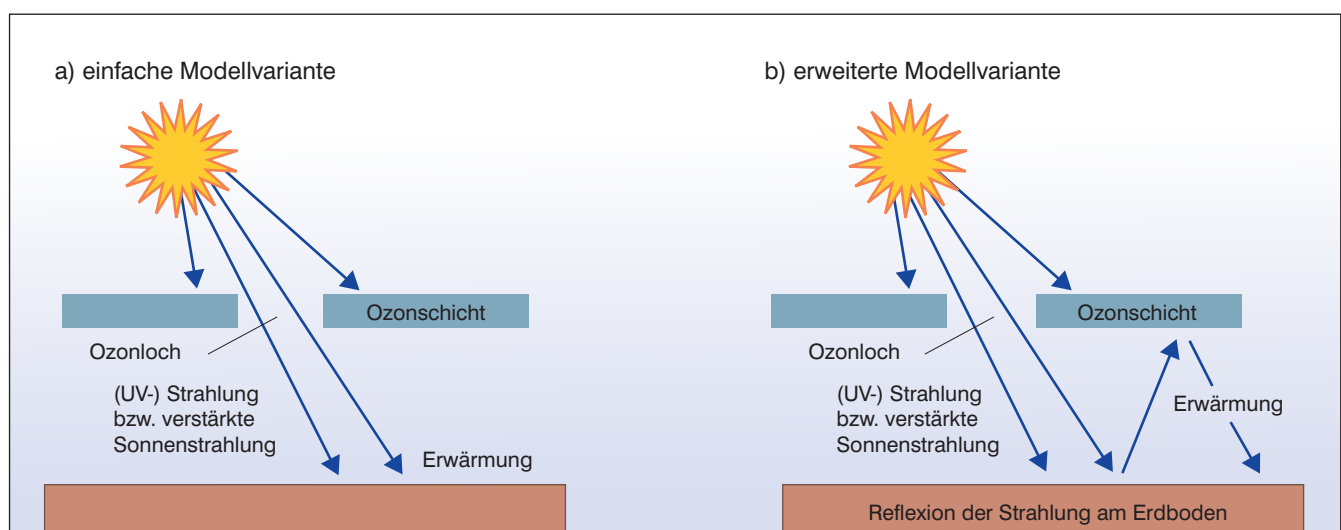 a) einfache Modellvariante
Ozonschicht
Ozonloch
(UV-) Strahlung
bzw. verstärkte
Sonnenstrahlung
Erwärmung
b) erweiterte Modellvariante
Ozonschicht
Ozonloch
(UV-) Strahlung
bzw. verstärkte
Sonnenstrahlung
Erwärmung
Reflexion der Strahlung am Erdboden